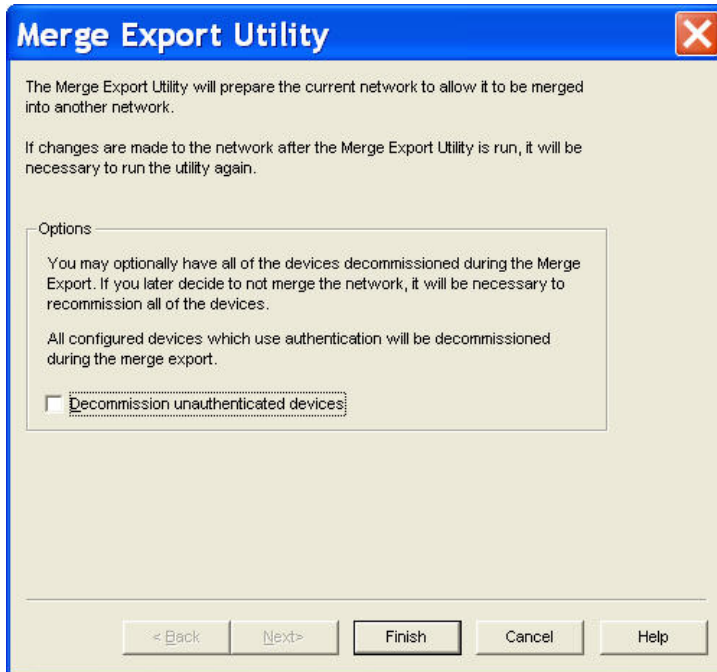 Merge Export Utility
The Merge Export Utility will prepare the current network to allow it to be merged
into another network.
If changes are made to the network after the Merge Export Utility is run, it will be
necessary to run the utility again.
Options
You may optionally have all of the devices decommissioned during the Merge
Export. If you later decide to not merge the network, it will be necessary to
recommission all of the devices.
All configured devices which use authentication will be decommissioned
during the merge export.
Decommission unauthenticated devices
< Back Next> Finish Cancel Help